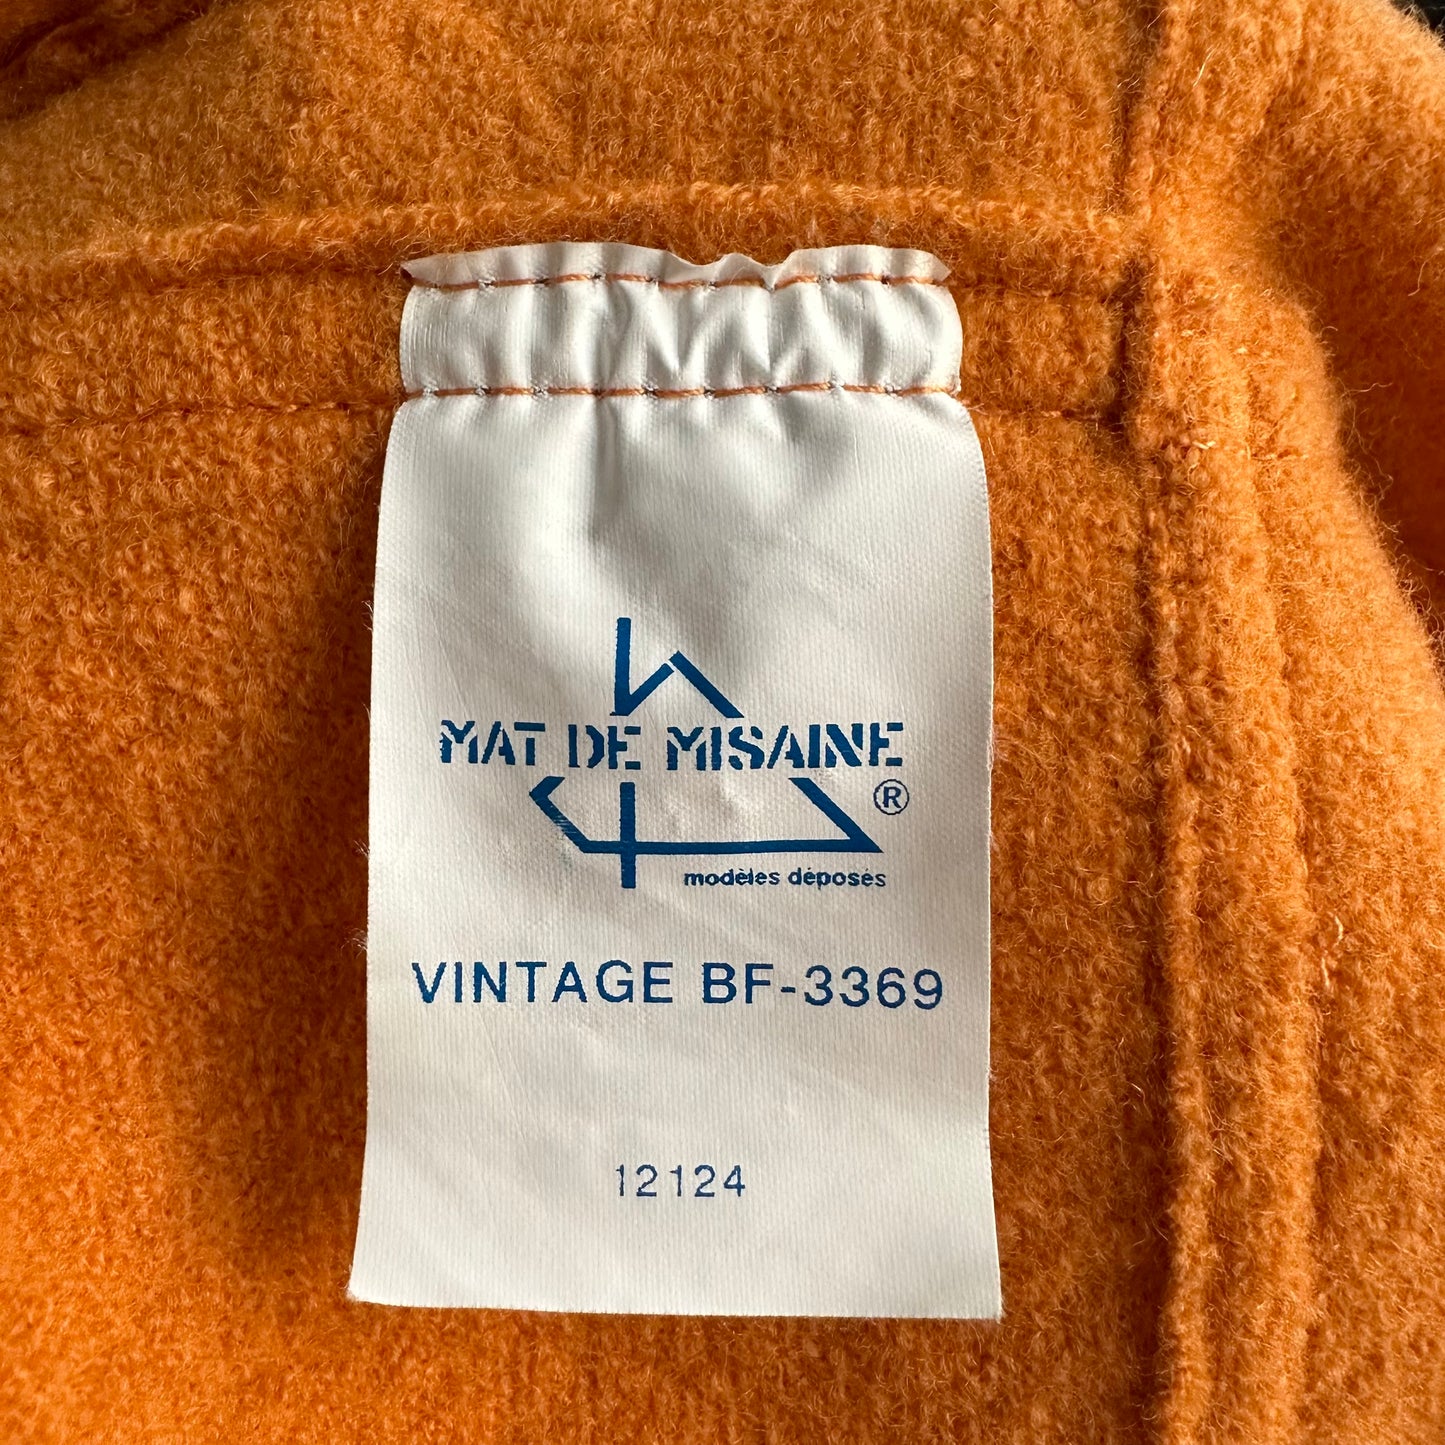 MAT DE MISAINE
®
modèles déposés
VINTAGE BF-3369
12124